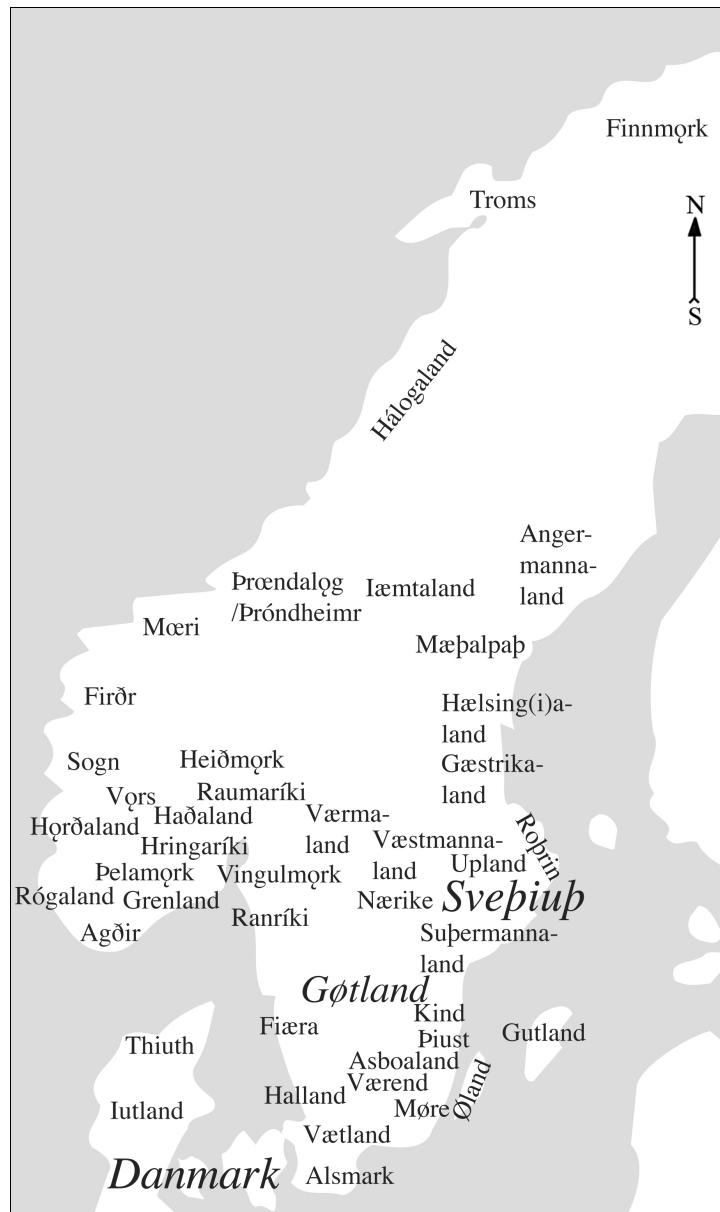 Finnmǫrk
Troms
N
S
Hálogaland
Anger-
manna-
land
Þrœndalǫg
/Þróndheimr
Iæmtaland
Mœri
Mæþalpaþ
Firðr
Hælsing(i)a-
land
Sogn
Heiðmǫrk
Gæstrika-
land
Vǫrs
Raumaríki
Hǫrðaland
Haðaland
Værma-
land
Roþrin
Hringaríki
Væstmanna-
land
Upland
Þelamǫrk
Vingulmǫrk
Rógaland
Grenland
Nærike
Sveþiuþ
Agðir
Ranríki
Suþermanna-
land
Gøtland
Kind
Fiæra
Þiust
Gutland
Thiuth
Asboaland
Værend
Halland
Møre
Øland
Iutland
Vætland
Danmark
Alsmark